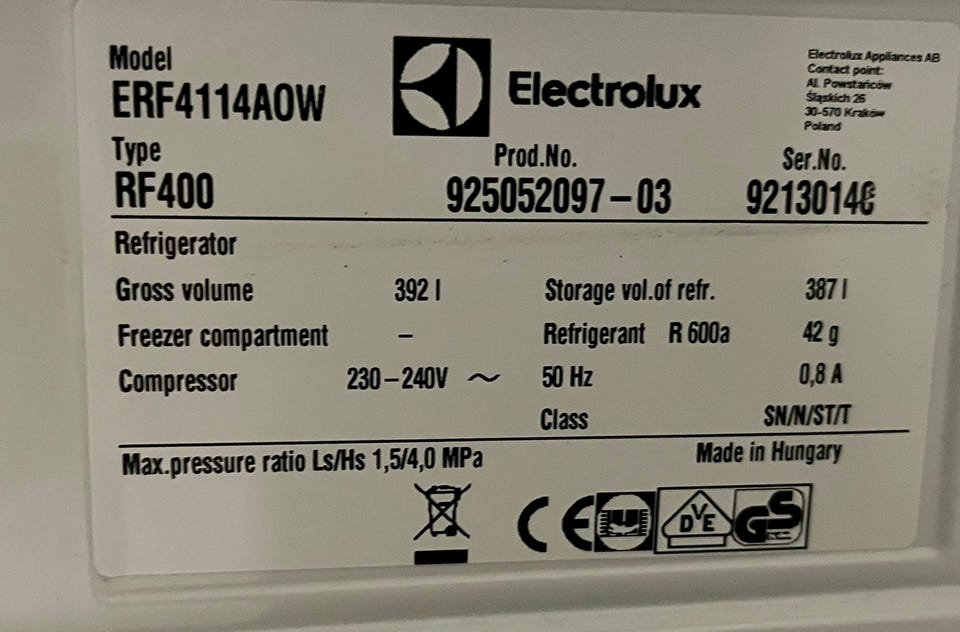 Model
ERF4114AOW
Electrolux
Electrolux Appliances AB
Contact point:
Al. Powstańców
Śląskich 26
30-570 Kraków
Poland
Type
RF400
Prod.No.
925052097-03
Ser.No.
Refrigerator
Gross volume 392 l
Storage vol.of refr. 387 l
Freezer compartment –
Refrigerant R 600a 42 g
Compressor 230-240V ~ 50 Hz 0,8 A
Class SN/N/ST/T
Max.pressure ratio Ls/Hs 1,5/4,0 MPa
Made in Hungary
CE
DVE
GS